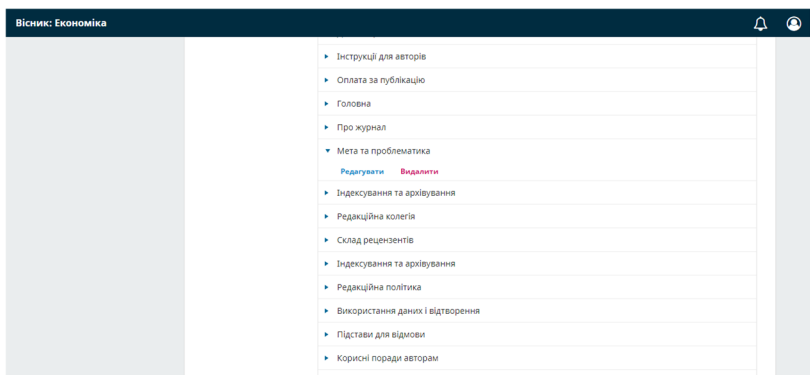 Вісник: Економіка
Інструкції для авторів
Оплата за публікацію
Головна
Про журнал
Мета та проблематика
Редагувати Видалити
Індексування та архівування
Редакційна колегія
Склад рецензентів
Індексування та архівування
Редакційна політика
Використання даних і відтворення
Підстави для відмови
Корисні поради авторам